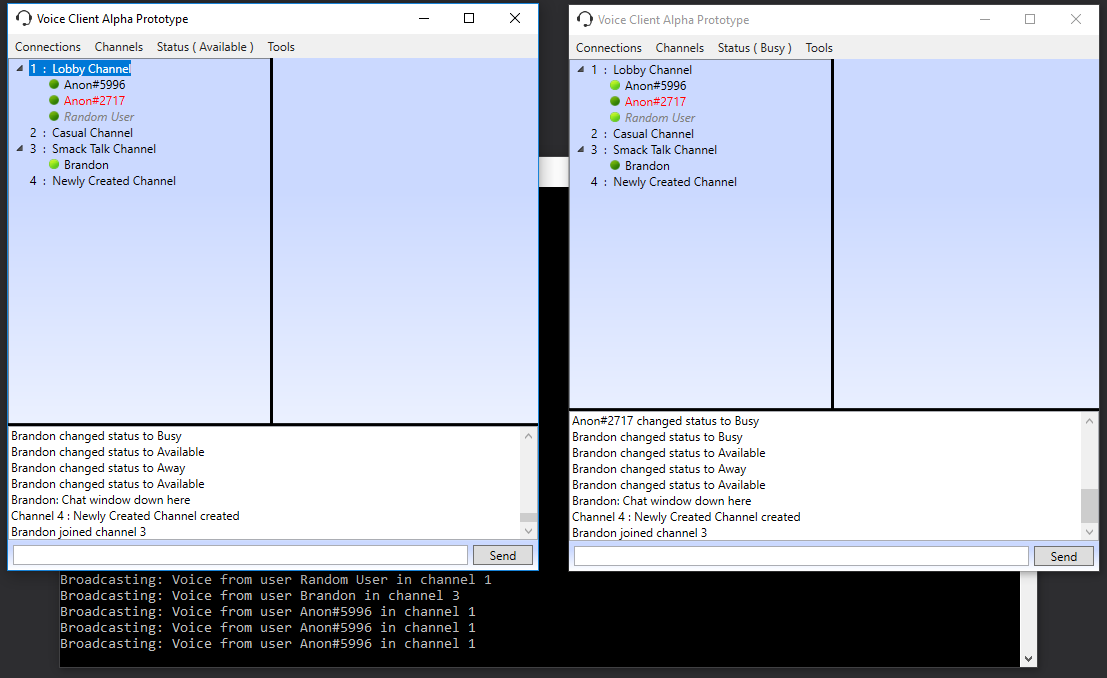 Voice Client Alpha Prototype
Connections Channels Status ( Available ) Tools
1 : Lobby Channel
Anon#5996
Anon#2717
Random User
2 : Casual Channel
3 : Smack Talk Channel
Brandon
4 : Newly Created Channel
Brandon changed status to Busy
Brandon changed status to Available
Brandon changed status to Away
Brandon changed status to Available
Brandon: Chat window down here
Channel 4 : Newly Created Channel created
Brandon joined channel 3
Send
Voice Client Alpha Prototype
Connections Channels Status ( Busy ) Tools
1 : Lobby Channel
Anon#5996
Anon#2717
Random User
2 : Casual Channel
3 : Smack Talk Channel
Brandon
4 : Newly Created Channel
Anon#2717 changed status to Busy
Brandon changed status to Busy
Brandon changed status to Available
Brandon changed status to Away
Brandon changed status to Available
Brandon: Chat window down here
Channel 4 : Newly Created Channel created
Brandon joined channel 3
Send
Broadcasting: Voice from user Random User in channel 1
Broadcasting: Voice from user Brandon in channel 3
Broadcasting: Voice from user Anon#5996 in channel 1
Broadcasting: Voice from user Anon#5996 in channel 1
Broadcasting: Voice from user Anon#5996 in channel 1